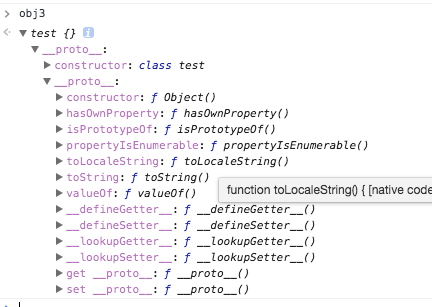 > obj3
< ▼ test {} i
▼ __proto__:
▶ constructor: class test
▼ __proto__:
▶ constructor: ƒ Object()
▶ hasOwnProperty: ƒ hasOwnProperty()
▶ isPrototypeOf: ƒ isPrototypeOf()
▶ propertyIsEnumerable: ƒ propertyIsEnumerable()
▶ toLocaleString: ƒ toLocaleString()
▶ toString: ƒ toString()
▶ valueOf: ƒ valueOf()
function toLocaleString() { [native code
▶ __defineGetter__: ƒ __defineGetter__()
▶ __defineSetter__: ƒ __defineSetter__()
▶ __lookupGetter__: ƒ __lookupGetter__()
▶ __lookupSetter__: ƒ __lookupSetter__()
▶ get __proto__: ƒ __proto__()
▶ set __proto__: ƒ __proto__()